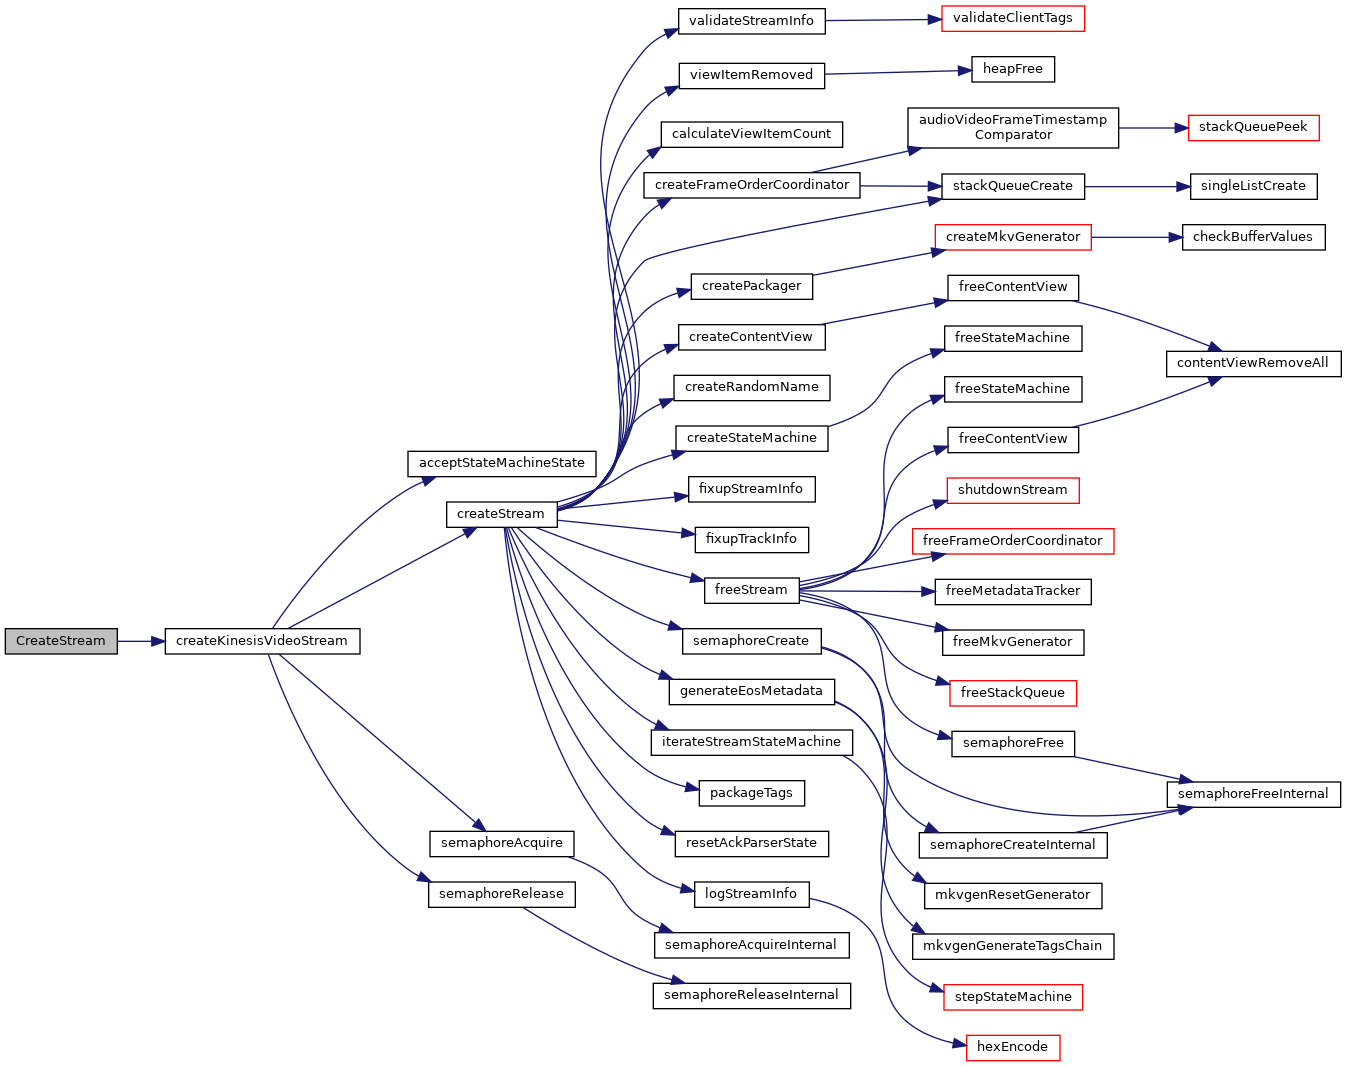 CreateStream
createKinesisVideoStream
acceptStateMachineState
createStream
semaphoreAcquire
semaphoreRelease
validateStreamInfo
viewItemRemoved
calculateViewItemCount
createFrameOrderCoordinator
createPackager
createContentView
createRandomName
createStateMachine
fixupStreamInfo
fixupTrackInfo
freeStream
semaphoreCreate
generateEosMetadata
iterateStreamStateMachine
packageTags
resetAckParserState
logStreamInfo
semaphoreAcquireInternal
semaphoreReleaseInternal
validateClientTags
heapFree
audioVideoFrameTimestamp
Comparator
stackQueueCreate
createMkvGenerator
freeContentView
freeStateMachine
freeStateMachine
freeContentView
shutdownStream
freeFrameOrderCoordinator
freeMetadataTracker
freeMkvGenerator
freeStackQueue
semaphoreFree
semaphoreCreateInternal
mkvgenResetGenerator
mkvgenGenerateTagsChain
stepStateMachine
hexEncode
stackQueuePeek
singleListCreate
checkBufferValues
contentViewRemoveAll
semaphoreFreeInternal